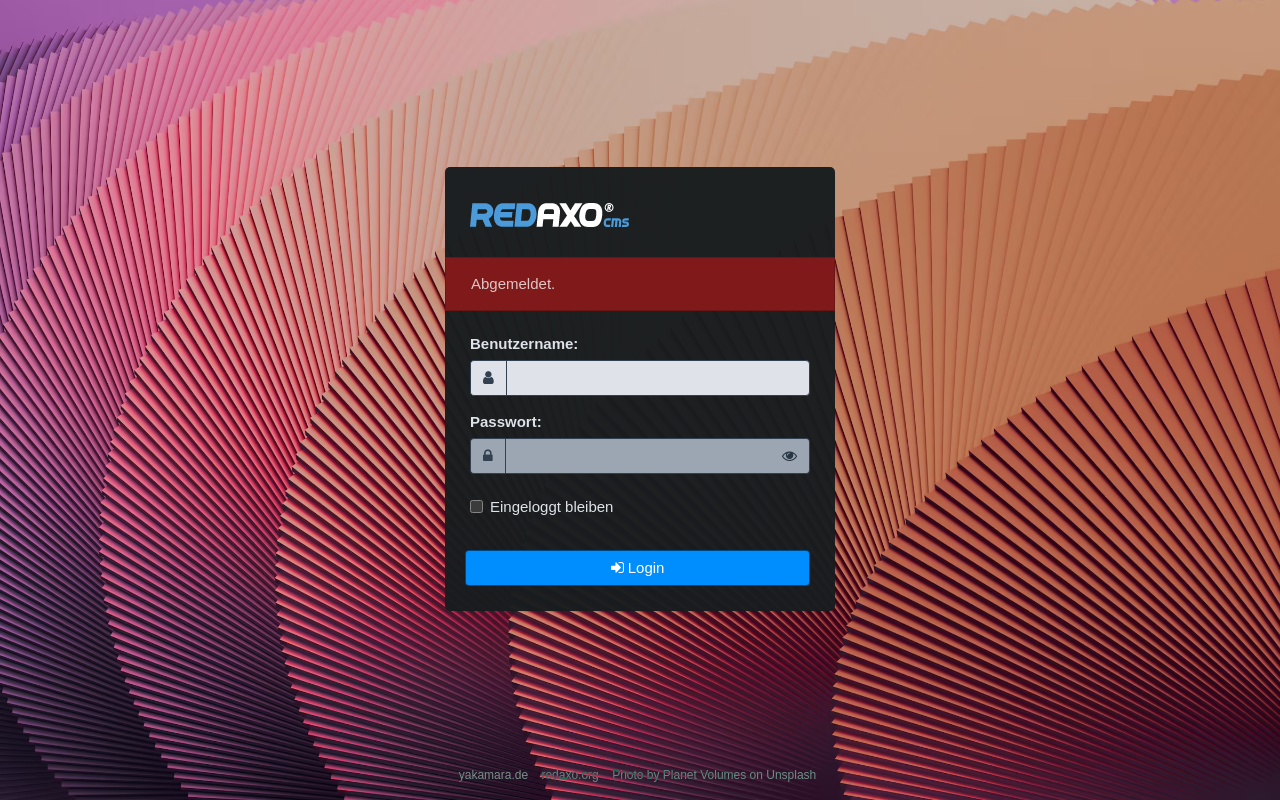 REDAXO® cms
Abgemeldet.
Benutzername:
Passwort:
Eingeloggt bleiben
Login
yakamara.de redaxo.org Photo by Planet Volumes on Unsplash